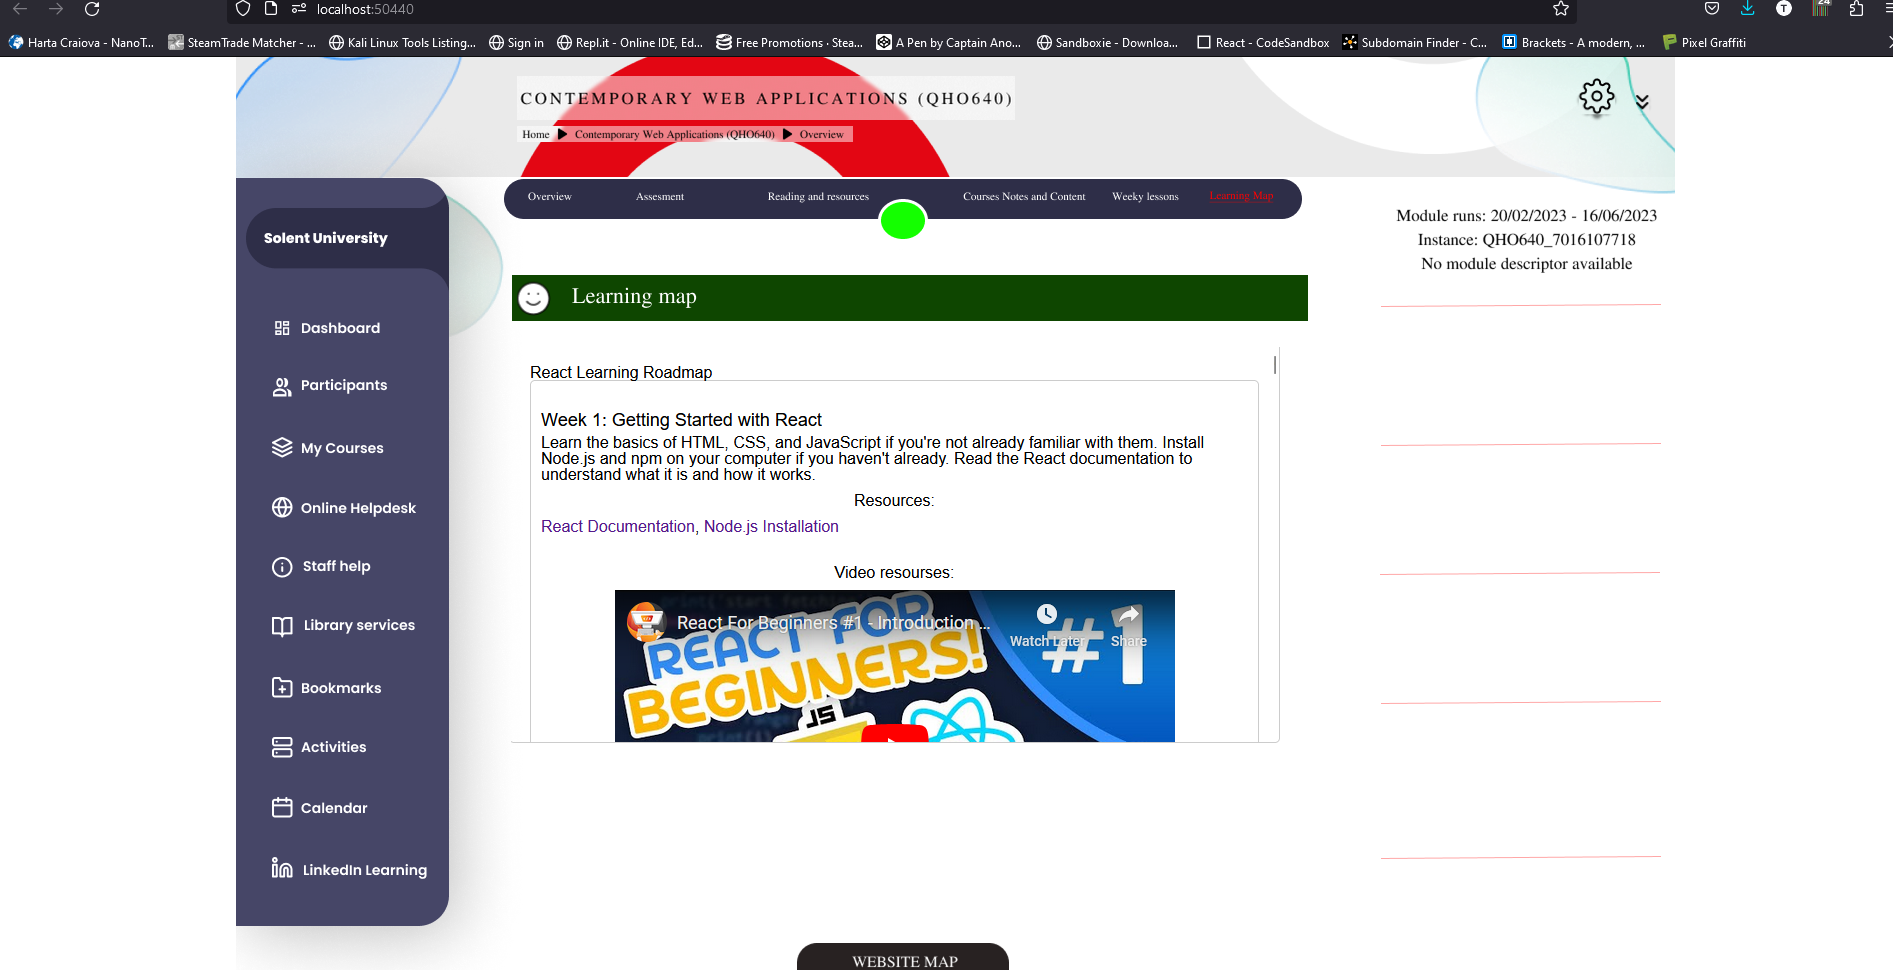 localhost:50440
24
Harta Craiova - NanoT...
SteamTrade Matcher - ...
Kali Linux Tools Listing...
Sign in
Repl.it - Online IDE, Ed...
Free Promotions · Stea...
A Pen by Captain Ano...
Sandboxie - Downloa...
React - CodeSandbox
Subdomain Finder - C...
Brackets - A modern, ...
Pixel Graffiti
CONTEMPORARY WEB APPLICATIONS (QHO640)
Home ▶ Contemporary Web Applications (QHO640) ▶ Overview
Overview
Assesment
Reading and resources
Courses Notes and Content
Weeky lessons
Learning Map
Solent University
Dashboard
Participants
My Courses
Online Helpdesk
Staff help
Library services
Bookmarks
Activities
Calendar
LinkedIn Learning
Module runs: 20/02/2023 - 16/06/2023
Instance: QHO640_7016107718
No module descriptor available
Learning map
React Learning Roadmap
Week 1: Getting Started with React
Learn the basics of HTML, CSS, and JavaScript if you're not already familiar with them. Install
Node.js and npm on your computer if you haven't already. Read the React documentation to
understand what it is and how it works.
Resources:
React Documentation, Node.js Installation
Video resourses:
React For Beginners #1 - Introduction ...
Watch Later
Share
REACT FOR
BEGINNERS!
#1
JS
WEBSITE MAP